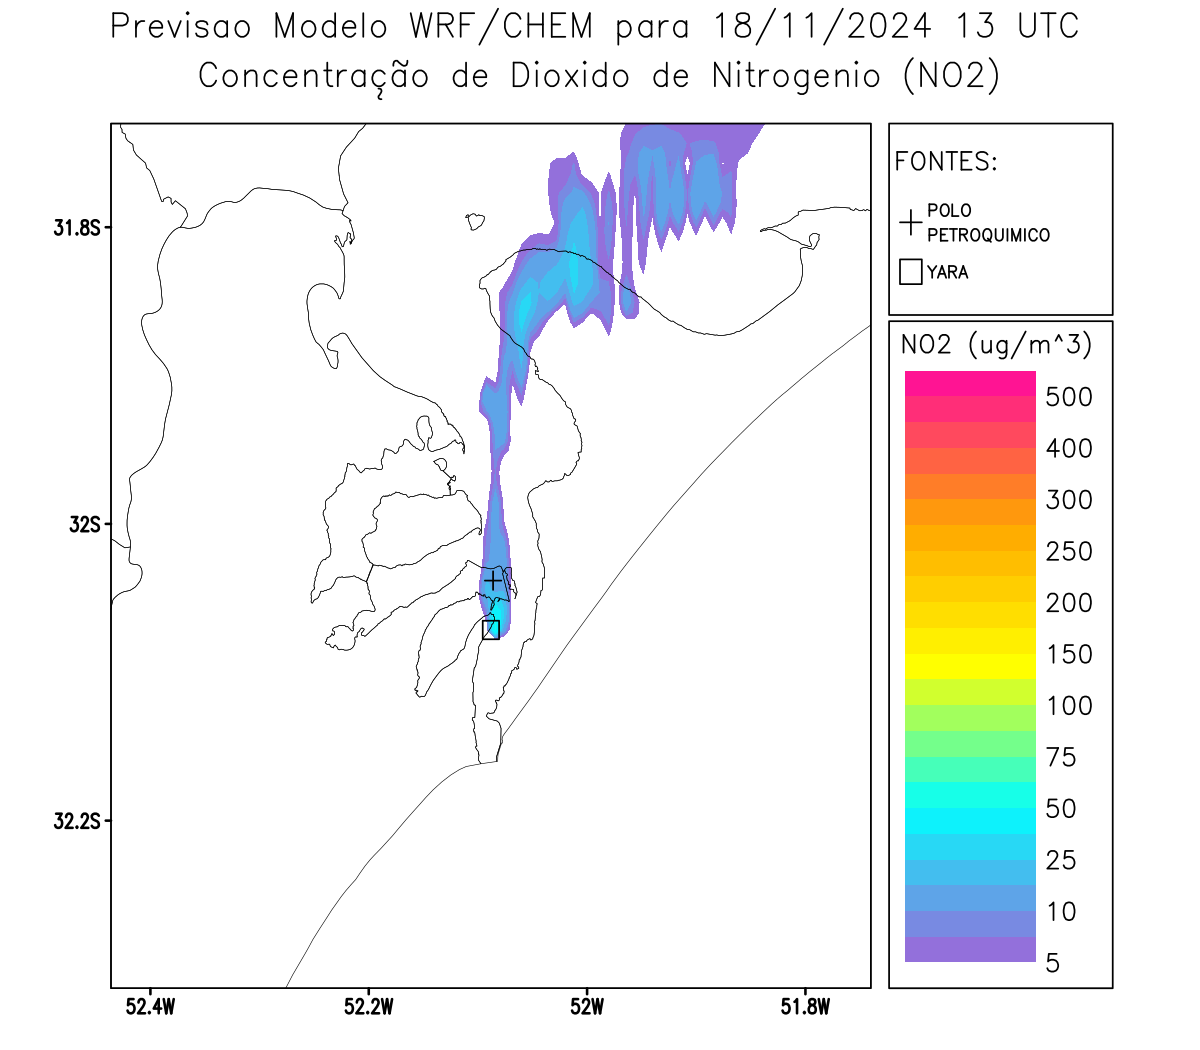 Previsao Modelo WRF/CHEM para 18/11/2024 13 UTC
Concentração de Dioxido de Nitrogenio (NO2)
FONTES:
POLO
PETROQUIMICO
YARA
NO2 (ug/m^3)
500
400
300
250
200
150
100
75
50
25
10
5
31.8S
32S
32.2S
52.4W
52.2W
52W
51.8W